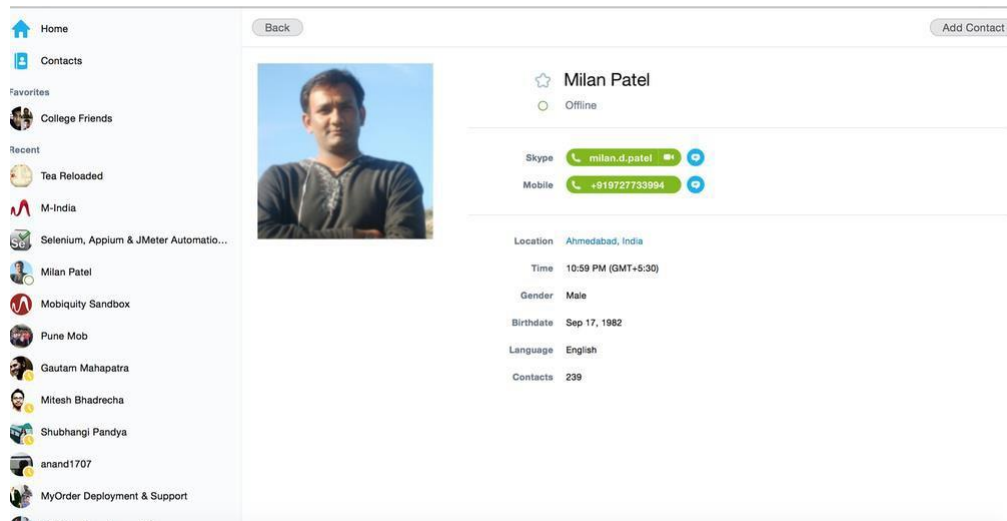 Home
Contacts
Favorites
College Friends
Recent
Tea Reloaded
M-India
Selenium, Appium & JMeter Automatio...
Milan Patel
Mobiquity Sandbox
Pune Mob
Gautam Mahapatra
Mitesh Bhadrecha
Shubhangi Pandya
anand1707
MyOrder Deployment & Support
Back
Add Contact
Milan Patel
Offline
Skype milan.d.patel
Mobile +919727733994
Location Ahmedabad, India
Time 10:59 PM (GMT+5:30)
Gender Male
Birthdate Sep 17, 1982
Language English
Contacts 239